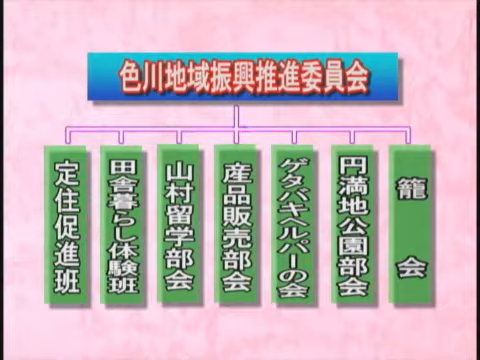 色川地域振興推進委員会
定住促進班
田舎暮らし体験班
山村留学部会
産品販売部会
ゲタバキヘルパーの会
円満地公園部会
籠会